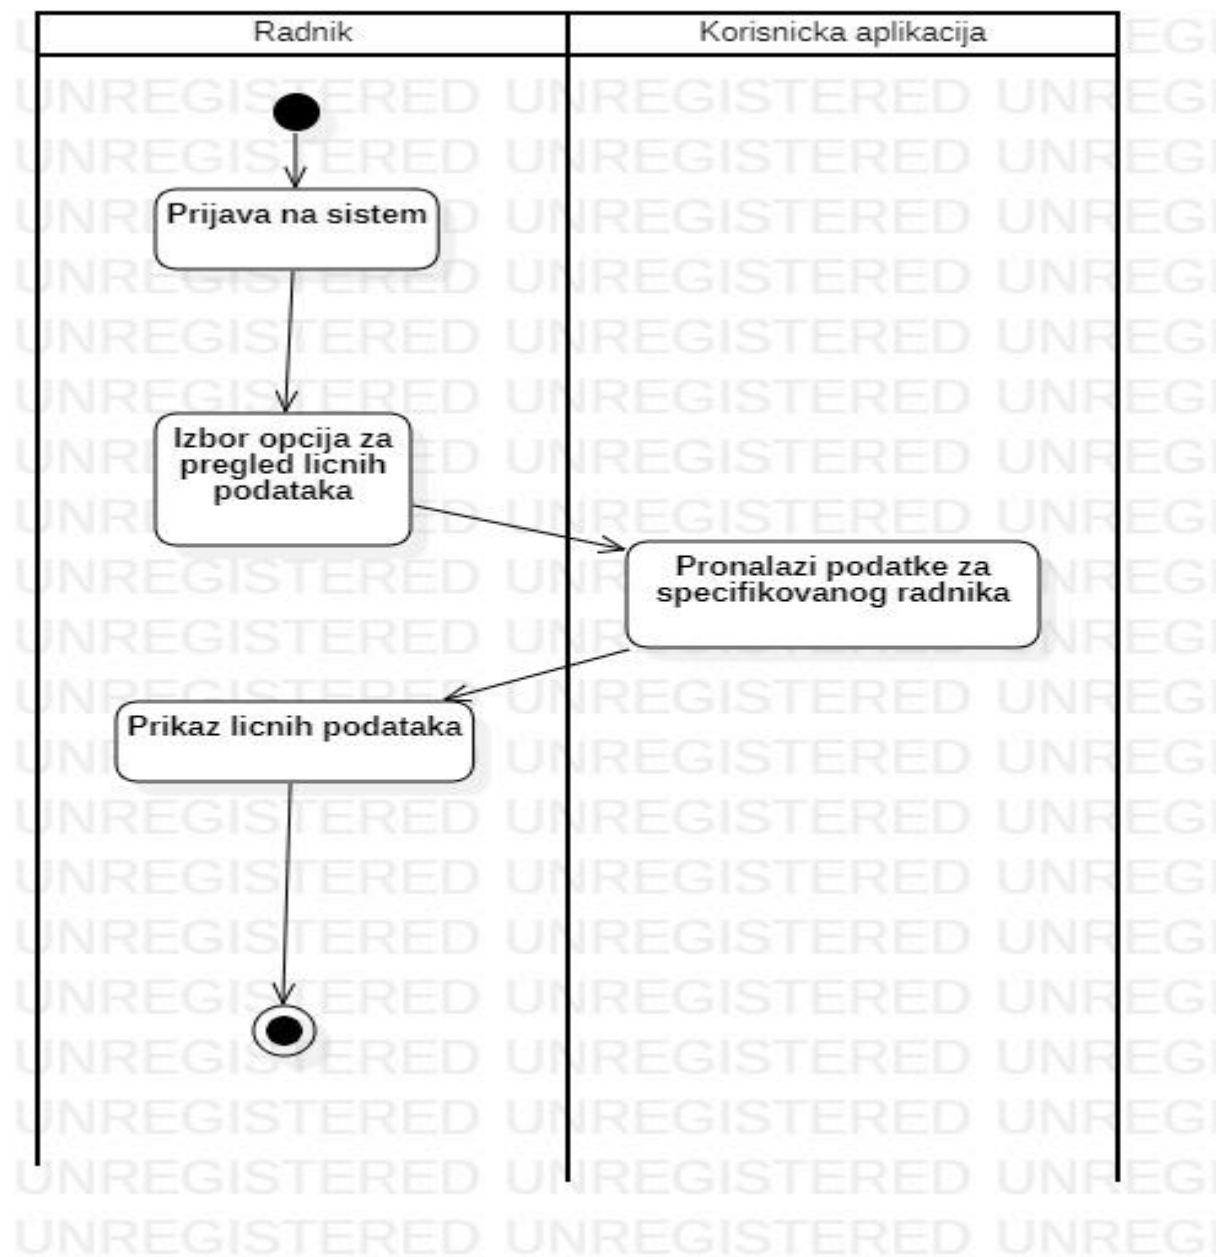 Radnik
Korisnicka aplikacija
Prijava na sistem
Izbor opcija za
pregled licnih
podataka
Pronalazi podatke za
specifikovanog radnika
Prikaz licnih podataka
UNREGISTERED UNREGISTERED